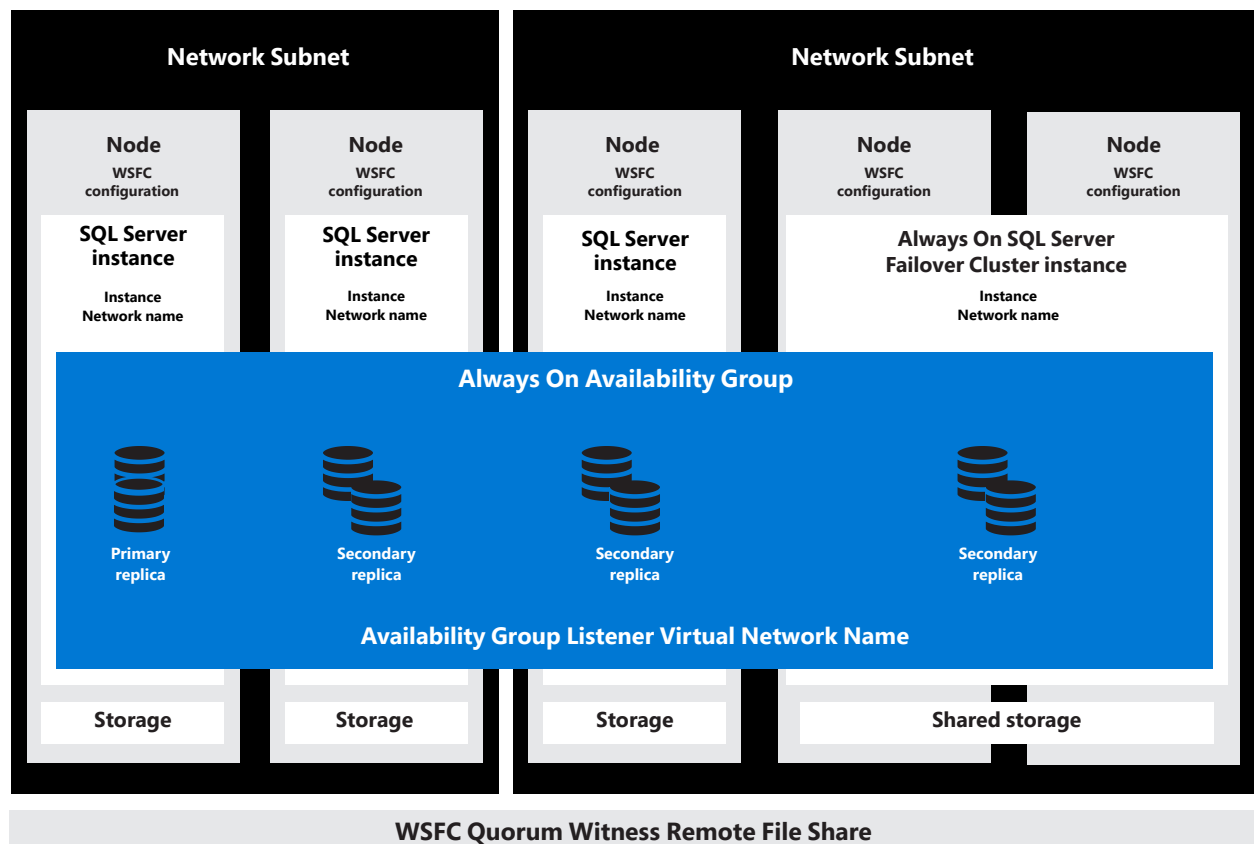 Network Subnet
Network Subnet
Node
WSFC
configuration
SQL Server
instance
Instance
Network name
Node
WSFC
configuration
SQL Server
instance
Instance
Network name
Node
WSFC
configuration
SQL Server
instance
Instance
Network name
Node
WSFC
configuration
Node
WSFC
configuration
Always On SQL Server
Failover Cluster instance
Instance
Network name
Always On Availability Group
Primary
replica
Secondary
replica
Secondary
replica
Secondary
replica
Availability Group Listener Virtual Network Name
Storage
Storage
Storage
Shared storage
WSFC Quorum Witness Remote File Share